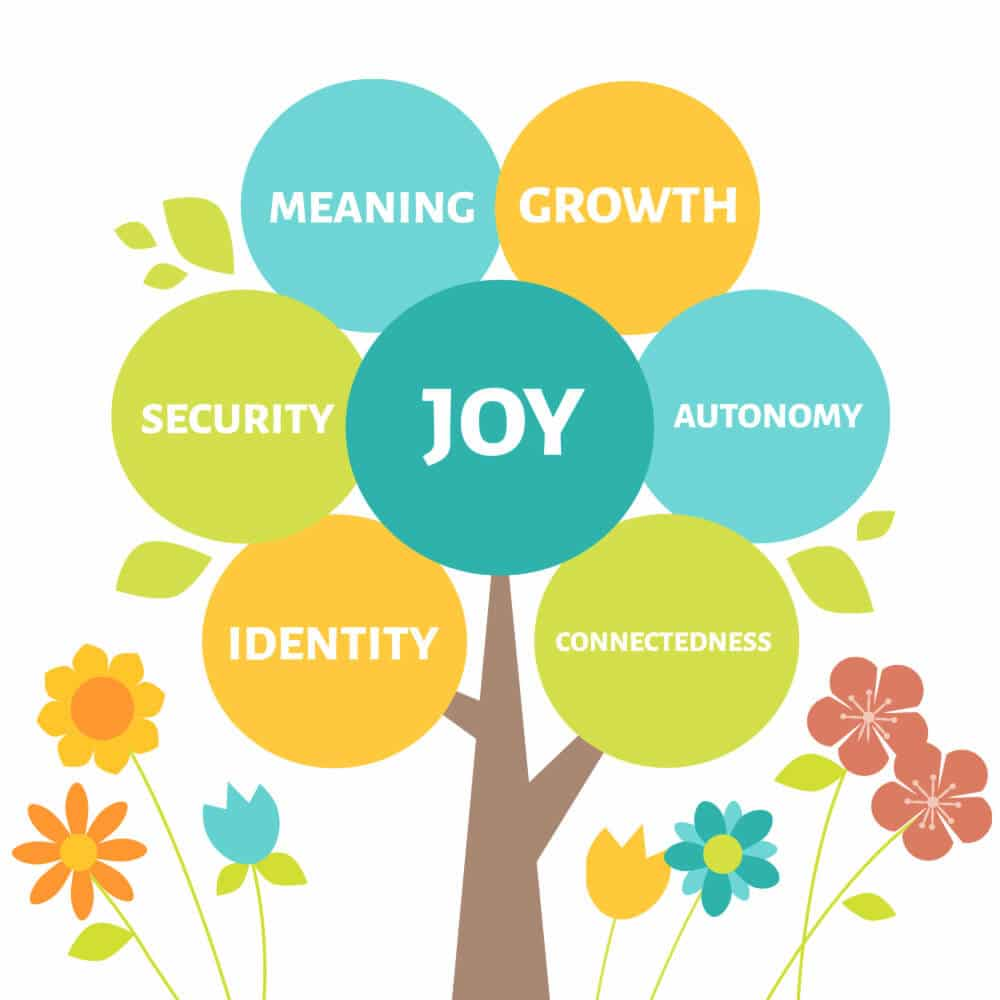 MEANING
GROWTH
SECURITY
JOY
AUTONOMY
IDENTITY
CONNECTEDNESS